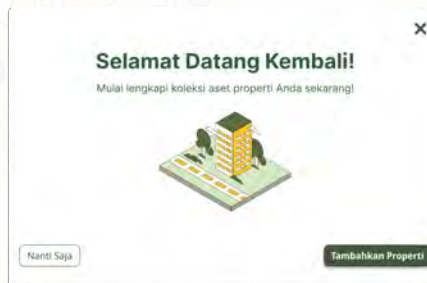 Selamat Datang Kembali!
Mulai lengkapi koleksi aset properti Anda sekarang!
Nanti Saja
Tambahkan Properti